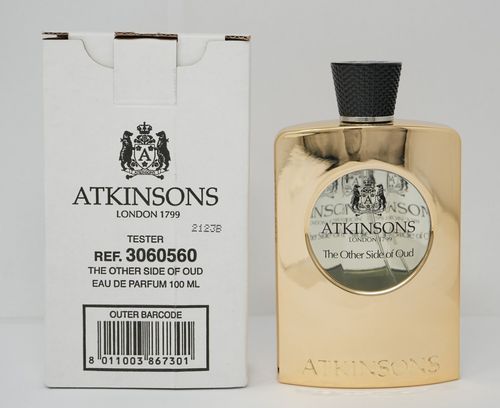 A
ATKINSONS
LONDON 1799
212JB
TESTER
REF. 3060560
THE OTHER SIDE OF OUD
EAU DE PARFUM 100 ML
OUTER BARCODE
8 011003 867301
ATKINSONS
LONDON 1799
The Other Side of Oud
ATKINSONS